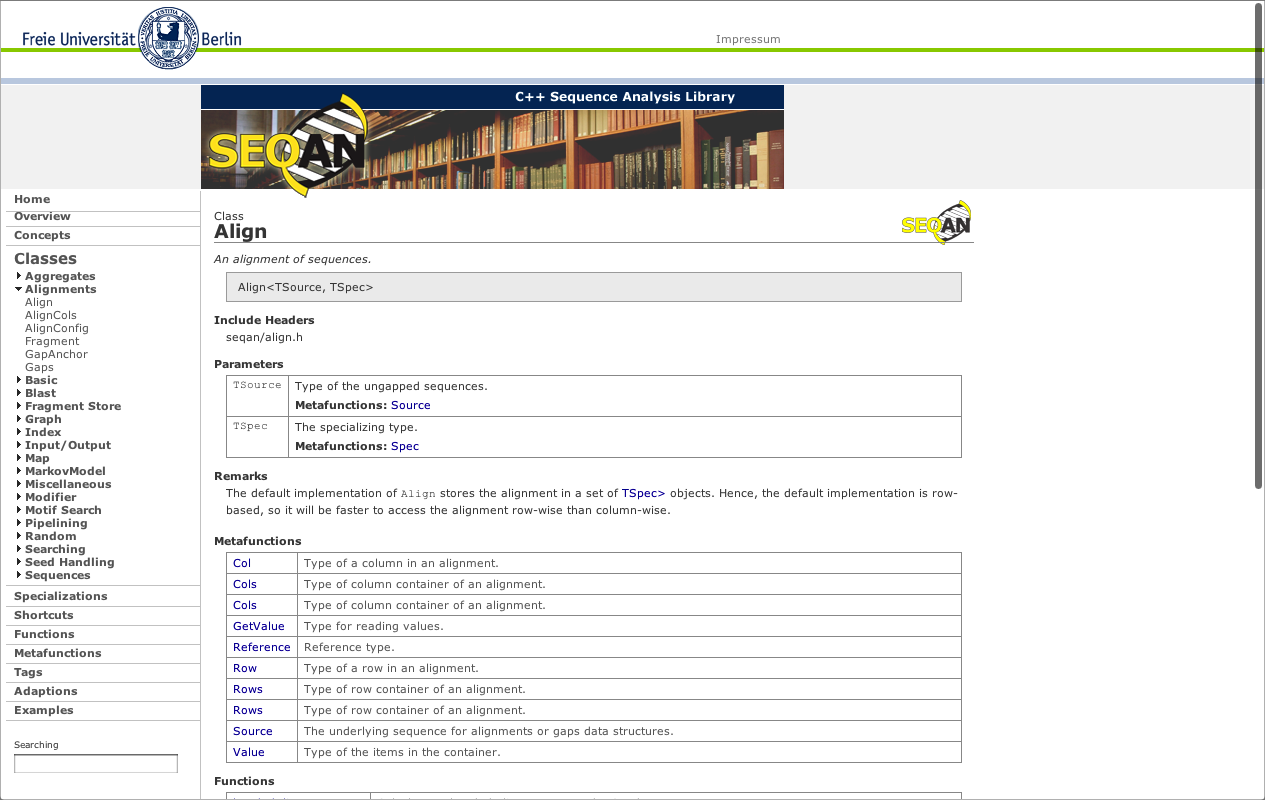 Freie Universität Berlin
Impressum
C++ Sequence Analysis Library
SEQAN
Home
Overview
Concepts
Classes
Aggregates
Alignments
Align
AlignCols
AlignConfig
Fragment
GapAnchor
Gaps
Basic
Blast
Fragment Store
Graph
Index
Input/Output
Map
MarkovModel
Miscellaneous
Modifier
Motif Search
Pipelining
Random
Searching
Seed Handling
Sequences
Specializations
Shortcuts
Functions
Metafunctions
Tags
Adaptions
Examples
Searching
Class
Align
SEQAN
An alignment of sequences.
Align<TSource, TSpec>
Include Headers
seqan/align.h
Parameters
TSource Type of the ungapped sequences.
Metafunctions: Source
TSpec The specializing type.
Metafunctions: Spec
Remarks
The default implementation of Align stores the alignment in a set of TSpec> objects. Hence, the default implementation is row-
based, so it will be faster to access the alignment row-wise than column-wise.
Metafunctions
Col Type of a column in an alignment.
Cols Type of column container of an alignment.
Cols Type of column container of an alignment.
GetValue Type for reading values.
Reference Reference type.
Row Type of a row in an alignment.
Rows Type of row container of an alignment.
Rows Type of row container of an alignment.
Source The underlying sequence for alignments or gaps data structures.
Value Type of the items in the container.
Functions